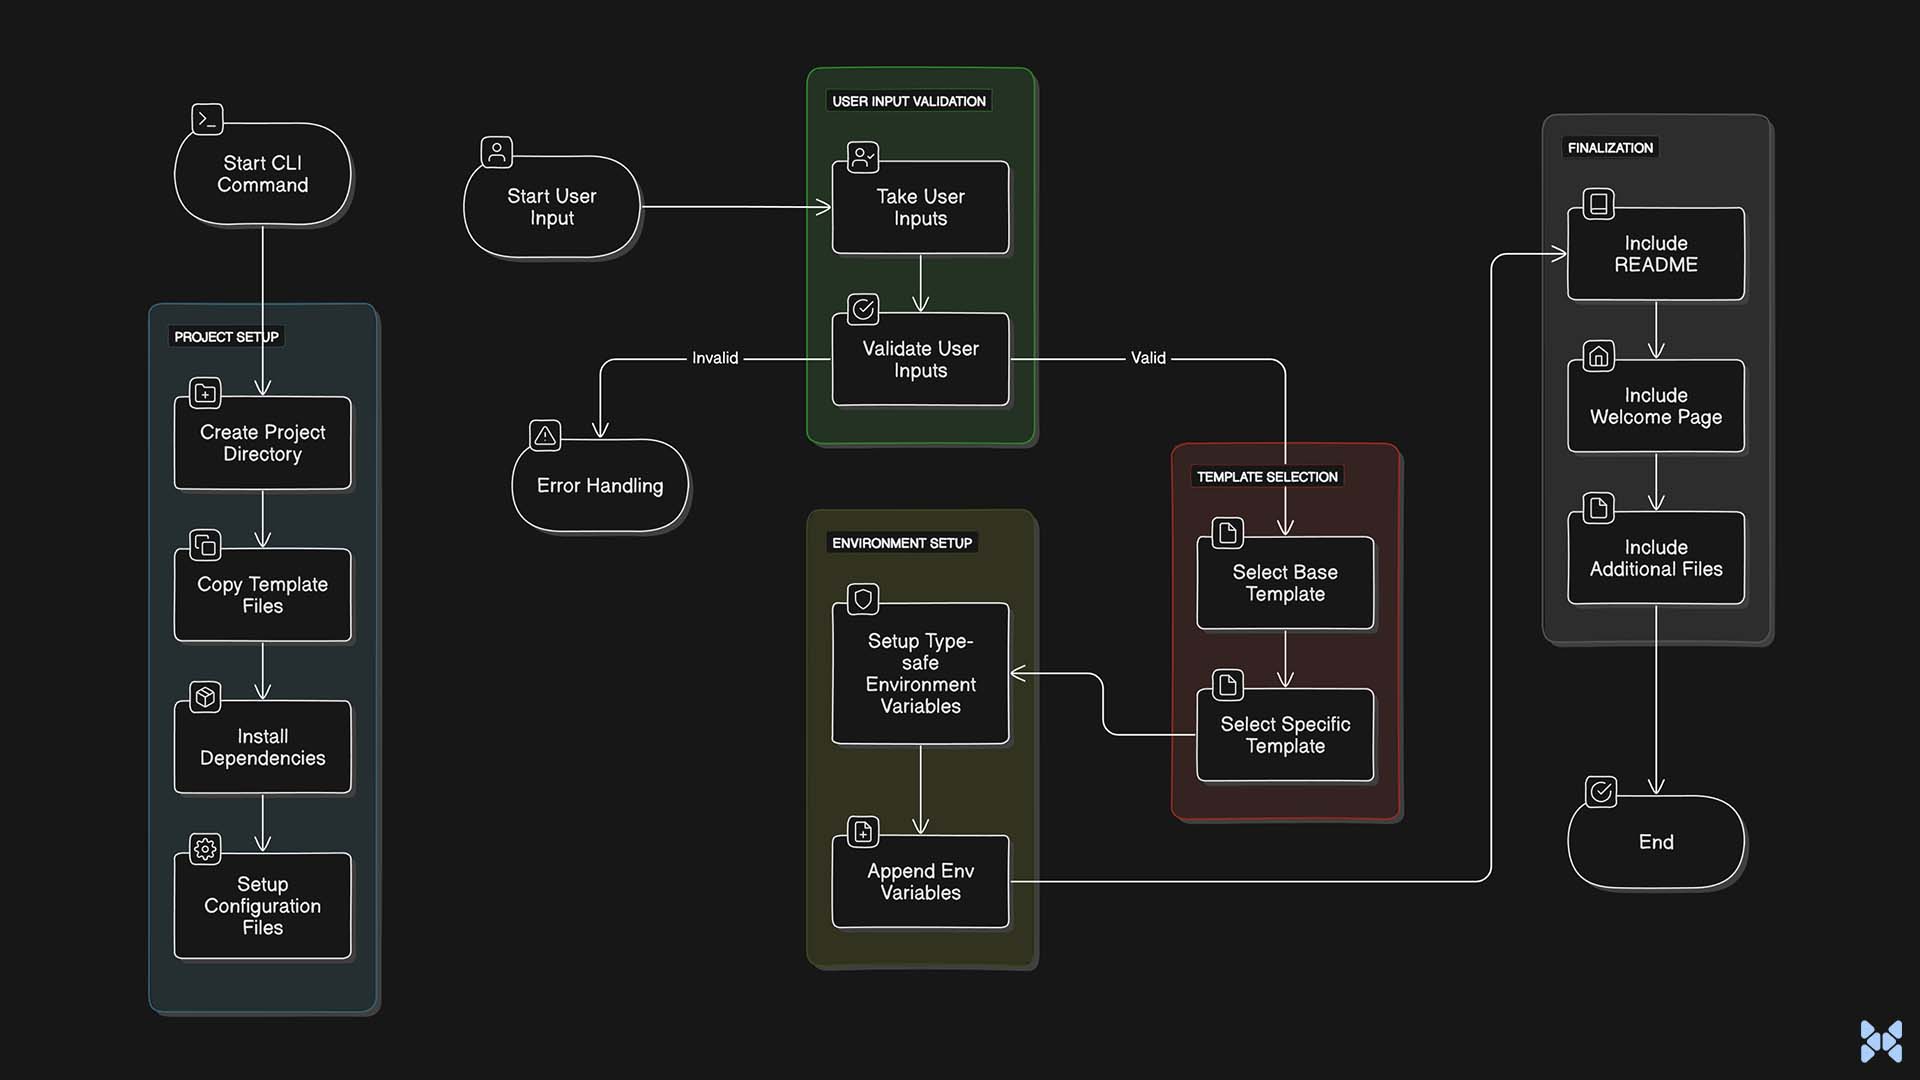 Start CLI
Command
PROJECT SETUP
Create Project
Directory
Copy Template
Files
Install
Dependencies
Setup
Configuration
Files
Start User
Input
USER INPUT VALIDATION
Take User
Inputs
Validate User
Inputs
Invalid
Valid
Error Handling
TEMPLATE SELECTION
Select Base
Template
Select Specific
Template
ENVIRONMENT SETUP
Setup Type-
safe
Environment
Variables
Append Env
Variables
FINALIZATION
Include
README
Include
Welcome Page
Include
Additional Files
End